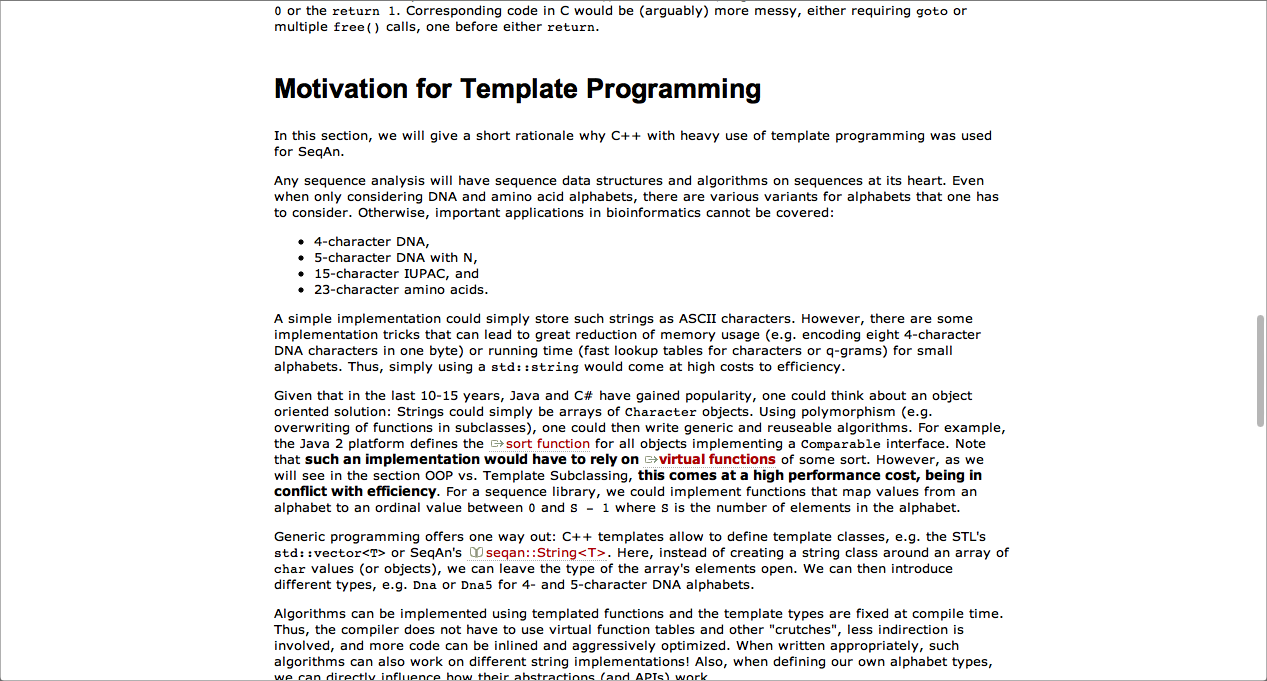 0 or the return 1. Corresponding code in C would be (arguably) more messy, either requiring goto or
multiple free() calls, one before either return.
Motivation for Template Programming
In this section, we will give a short rationale why C++ with heavy use of template programming was used
for SeqAn.
Any sequence analysis will have sequence data structures and algorithms on sequences at its heart. Even
when only considering DNA and amino acid alphabets, there are various variants for alphabets that one has
to consider. Otherwise, important applications in bioinformatics cannot be covered:
• 4-character DNA,
• 5-character DNA with N,
• 15-character IUPAC, and
• 23-character amino acids.
A simple implementation could simply store such strings as ASCII characters. However, there are some
implementation tricks that can lead to great reduction of memory usage (e.g. encoding eight 4-character
DNA characters in one byte) or running time (fast lookup tables for characters or q-grams) for small
alphabets. Thus, simply using a std::string would come at high costs to efficiency.
Given that in the last 10-15 years, Java and C# have gained popularity, one could think about an object
oriented solution: Strings could simply be arrays of Character objects. Using polymorphism (e.g.
overwriting of functions in subclasses), one could then write generic and reuseable algorithms. For example,
the Java 2 platform defines the sort function for all objects implementing a Comparable interface. Note
that such an implementation would have to rely on virtual functions of some sort. However, as we
will see in the section OOP vs. Template Subclassing, this comes at a high performance cost, being in
conflict with efficiency. For a sequence library, we could implement functions that map values from an
alphabet to an ordinal value between 0 and S - 1 where S is the number of elements in the alphabet.
Generic programming offers one way out: C++ templates allow to define template classes, e.g. the STL's
std::vector<T> or SeqAn's seqan::String<T>. Here, instead of creating a string class around an array of
char values (or objects), we can leave the type of the array's elements open. We can then introduce
different types, e.g. Dna or Dna5 for 4- and 5-character DNA alphabets.
Algorithms can be implemented using templated functions and the template types are fixed at compile time.
Thus, the compiler does not have to use virtual function tables and other "crutches", less indirection is
involved, and more code can be inlined and aggressively optimized. When written appropriately, such
algorithms can also work on different string implementations! Also, when defining our own alphabet types,
we can directly influence how their abstractions (and APIs) work.